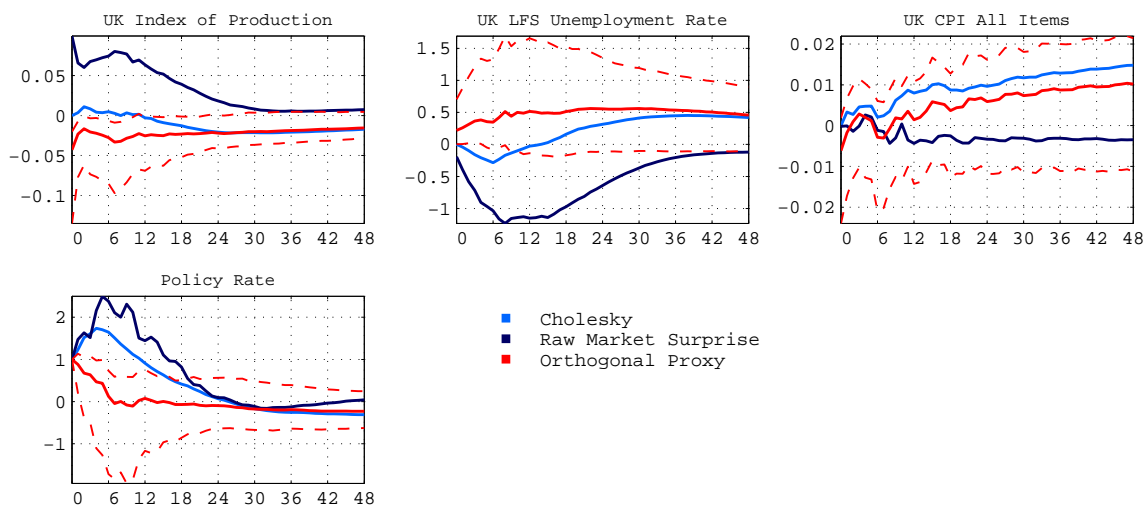 UK Index of Production
0.05
0
−0.05
−0.1
0 6 12 18 24 30 36 42 48
UK LFS Unemployment Rate
1.5
1
0.5
0
−0.5
−1
0 6 12 18 24 30 36 42 48
UK CPI All Items
0.02
0.01
0
−0.01
−0.02
0 6 12 18 24 30 36 42 48
Policy Rate
2
1
0
−1
0 6 12 18 24 30 36 42 48
Cholesky
Raw Market Surprise
Orthogonal Proxy